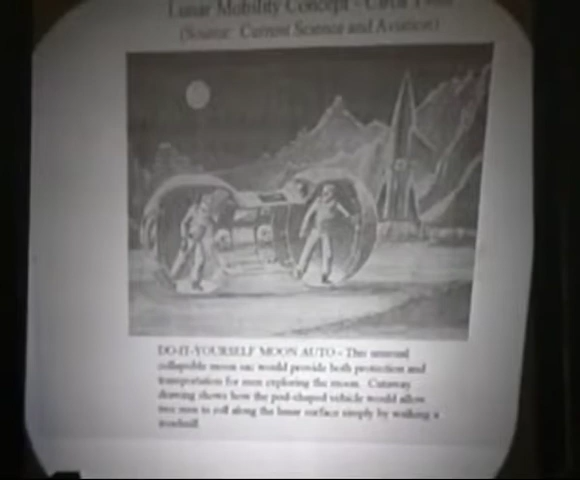 Lunar Mobility Concept - Circa
(Source: Current Science and Aviation)
DO-IT-YOURSELF MOON AUTO - This unusual
collapsible moon sac would provide both protection and
transportation for men exploring the moon. Cutaway
drawing shows how the pod-shaped vehicle would allow
two men to roll along the lunar surface simply by walking a
treadmill